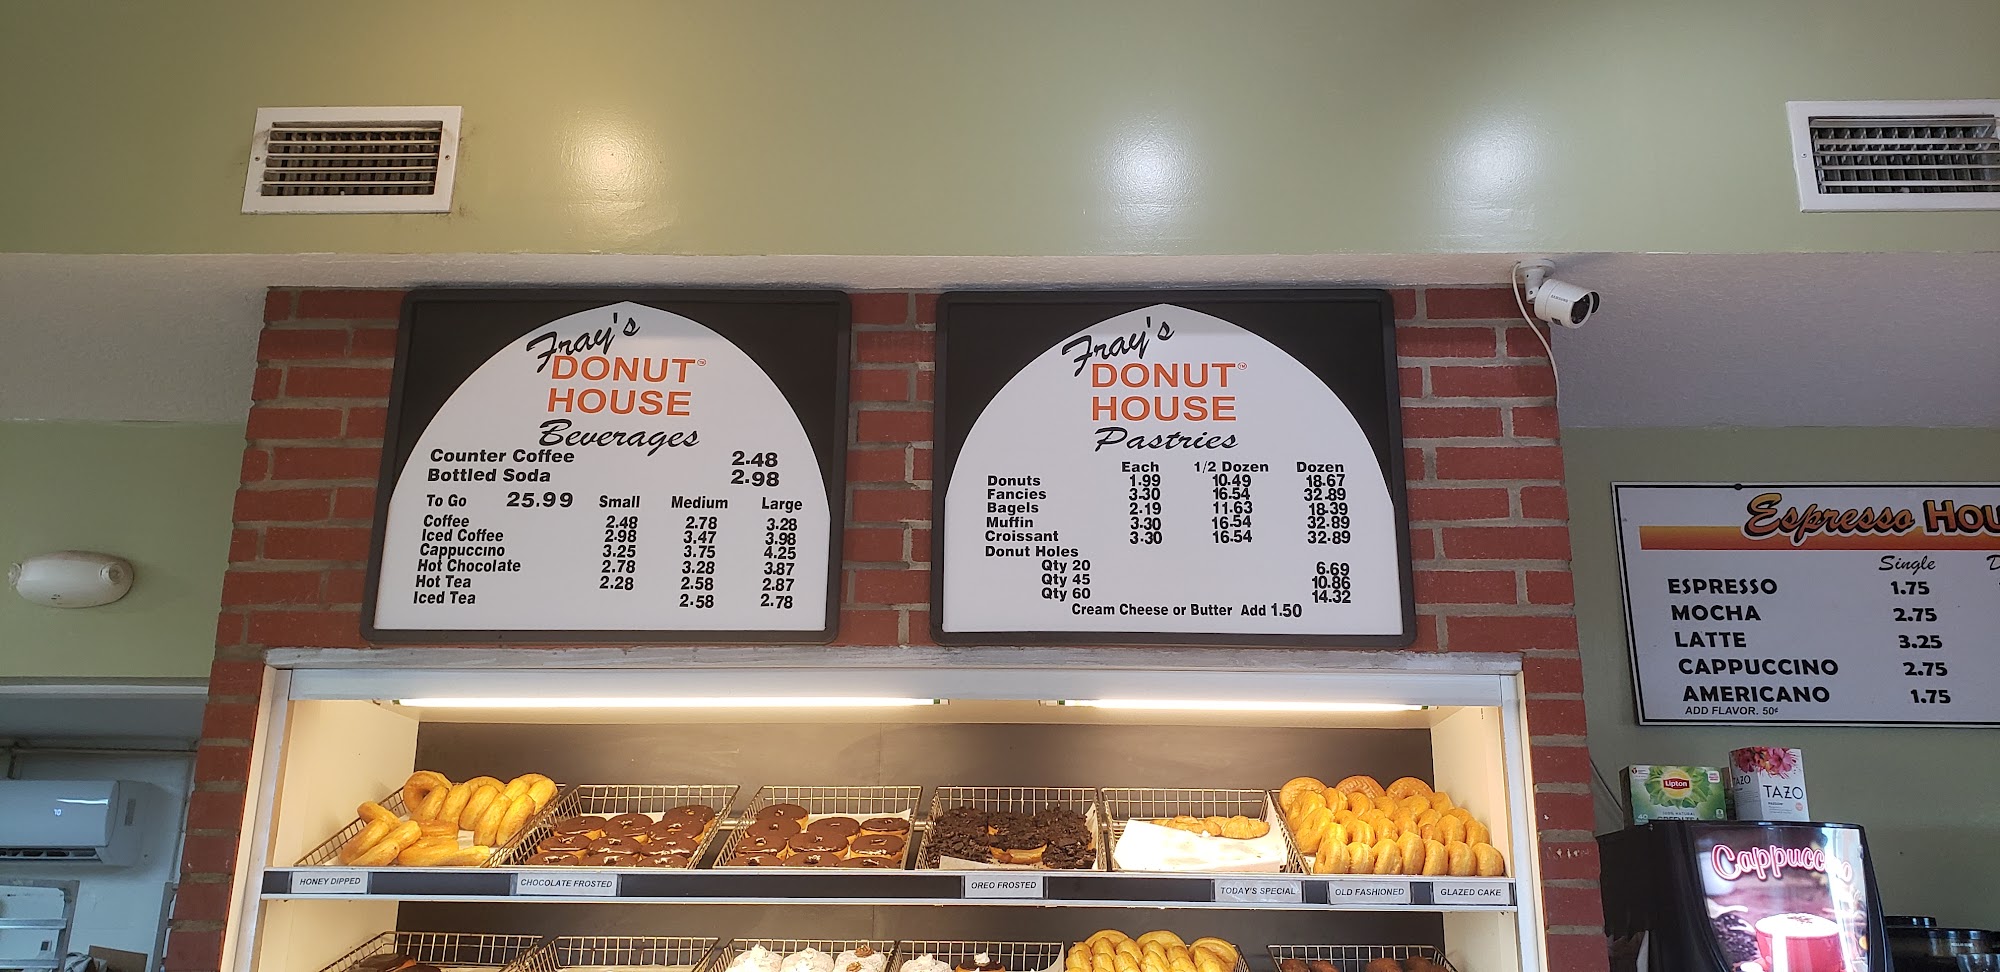 Fray's
DONUT™
HOUSE
Beverages
Counter Coffee 2.48
Bottled Soda 2.98
To Go 25.99 Small Medium Large
Coffee 2.48 2.78 3.28
Iced Coffee 2.98 3.47 3.98
Cappuccino 3.25 3.75 4.25
Hot Chocolate 2.78 3.28 3.87
Hot Tea 2.28 2.58 2.87
Iced Tea 2.58 2.78
Fray's
DONUT™
HOUSE
Pastries
Each 1/2 Dozen Dozen
Donuts 1.99 10.49 18.67
Fancies 3.30 16.54 32.89
Bagels 2.19 11.63 18.39
Muffin 3.30 16.54 32.89
Croissant 3.30 16.54 32.89
Donut Holes
Qty 20 6.69
Qty 45 10.86
Qty 60 14.32
Cream Cheese or Butter Add 1.50
SAMSUNG
Espresso HOU
Single D
ESPRESSO 1.75
MOCHA 2.75
LATTE 3.25
CAPPUCCINO 2.75
AMERICANO 1.75
ADD FLAVOR. 50¢
Lipton
TAZO
TAZO
Cappuccino
HONEY DIPPED
CHOCOLATE FROSTED
OREO FROSTED
TODAY'S SPECIAL
OLD FASHIONED
GLAZED CAKE